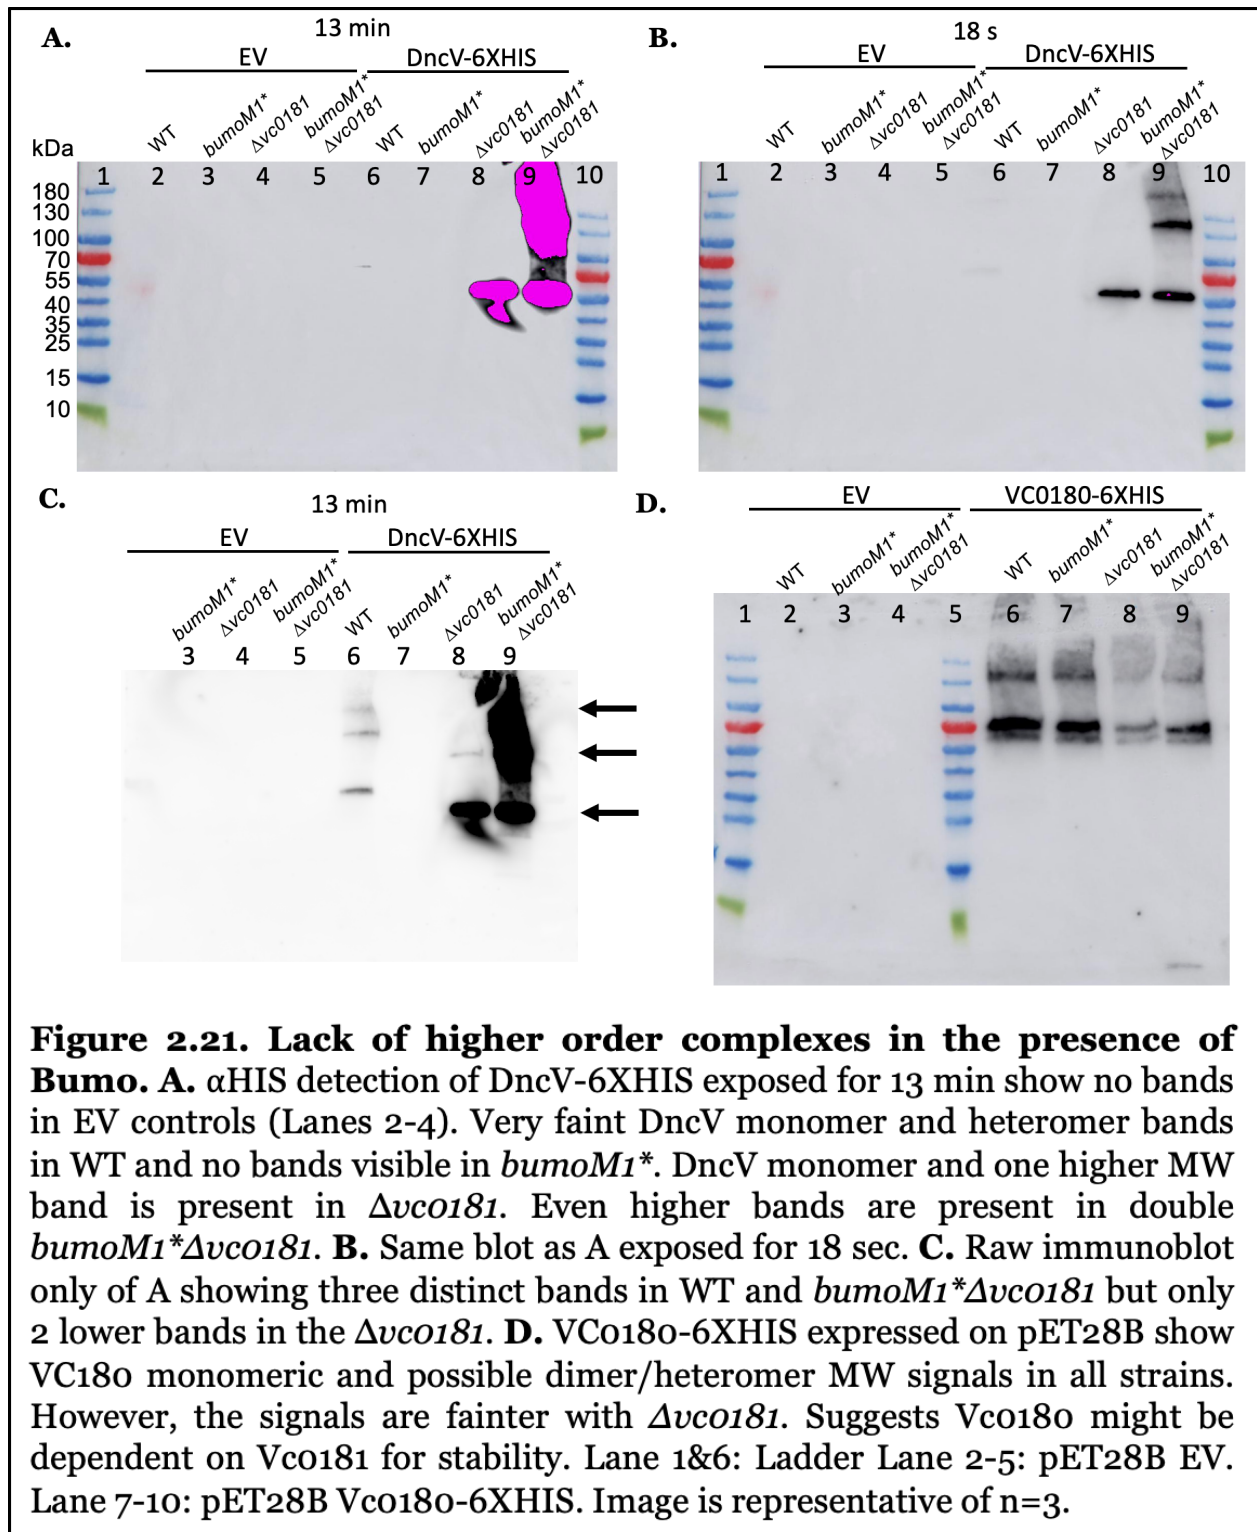 A.
13 min
EV
DncV-6XHIS
WT
bumoM1*
Δvc0181
bumoM1*
Δvc0181
WT
bumoM1*
Δvc0181
bumoM1*
Δvc0181
kDa
1 2 3 4 5 6 7 8 9 10
180
130
100
70
55
40
35
25
15
10
B.
18 s
EV
DncV-6XHIS
WT
bumoM1*
Δvc0181
bumoM1*
Δvc0181
WT
bumoM1*
Δvc0181
bumoM1*
Δvc0181
1 2 3 4 5 6 7 8 9 10
C.
13 min
EV
DncV-6XHIS
bumoM1*
Δvc0181
bumoM1*
Δvc0181
WT
bumoM1*
Δvc0181
bumoM1*
Δvc0181
3 4 5 6 7 8 9
D.
EV
VC0180-6XHIS
WT
bumoM1*
bumoM1*
Δvc0181
WT
bumoM1*
Δvc0181
bumoM1*
Δvc0181
1 2 3 4 5 6 7 8 9
Figure 2.21. Lack of higher order complexes in the presence of
Bumo. A. αHIS detection of DncV-6XHIS exposed for 13 min show no bands
in EV controls (Lanes 2-4). Very faint DncV monomer and heteromer bands
in WT and no bands visible in bumoM1*. DncV monomer and one higher MW
band is present in Δvc0181. Even higher bands are present in double
bumoM1*Δvc0181. B. Same blot as A exposed for 18 sec. C. Raw immunoblot
only of A showing three distinct bands in WT and bumoM1*Δvc0181 but only
2 lower bands in the Δvc0181. D. VC0180-6XHIS expressed on pET28B show
VC180 monomeric and possible dimer/heteromer MW signals in all strains.
However, the signals are fainter with Δvc0181. Suggests Vc0180 might be
dependent on Vc0181 for stability. Lane 1&6: Ladder Lane 2-5: pET28B EV.
Lane 7-10: pET28B Vc0180-6XHIS. Image is representative of n=3.